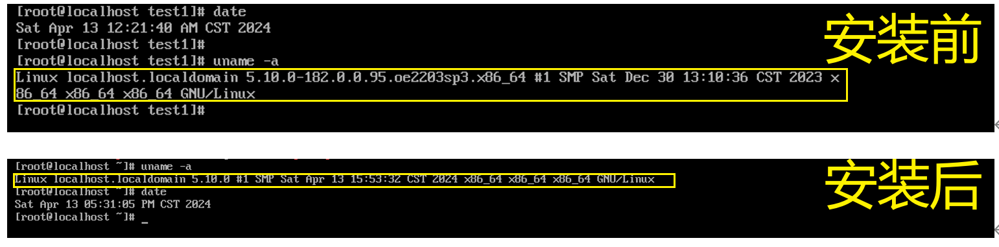 [root@localhost test1]# date
Sat Apr 13 12:21:40 AM CST 2024
[root@localhost test1]#
[root@localhost test1]# uname -a
Linux localhost.localdomain 5.10.0-182.0.0.95.oe2203sp3.x86_64 #1 SMP Sat Dec 30 13:10:36 CST 2023 x
86_64 x86_64 x86_64 GNU/Linux
[root@localhost test1]#
安装前
[root@localhost ~]# uname -a
Linux localhost.localdomain 5.10.0 #1 SMP Sat Apr 13 15:53:32 CST 2024 x86_64 x86_64 x86_64 GNU/Linux
[root@localhost ~]# date
Sat Apr 13 05:31:05 PM CST 2024
[root@localhost ~]# _
安装后